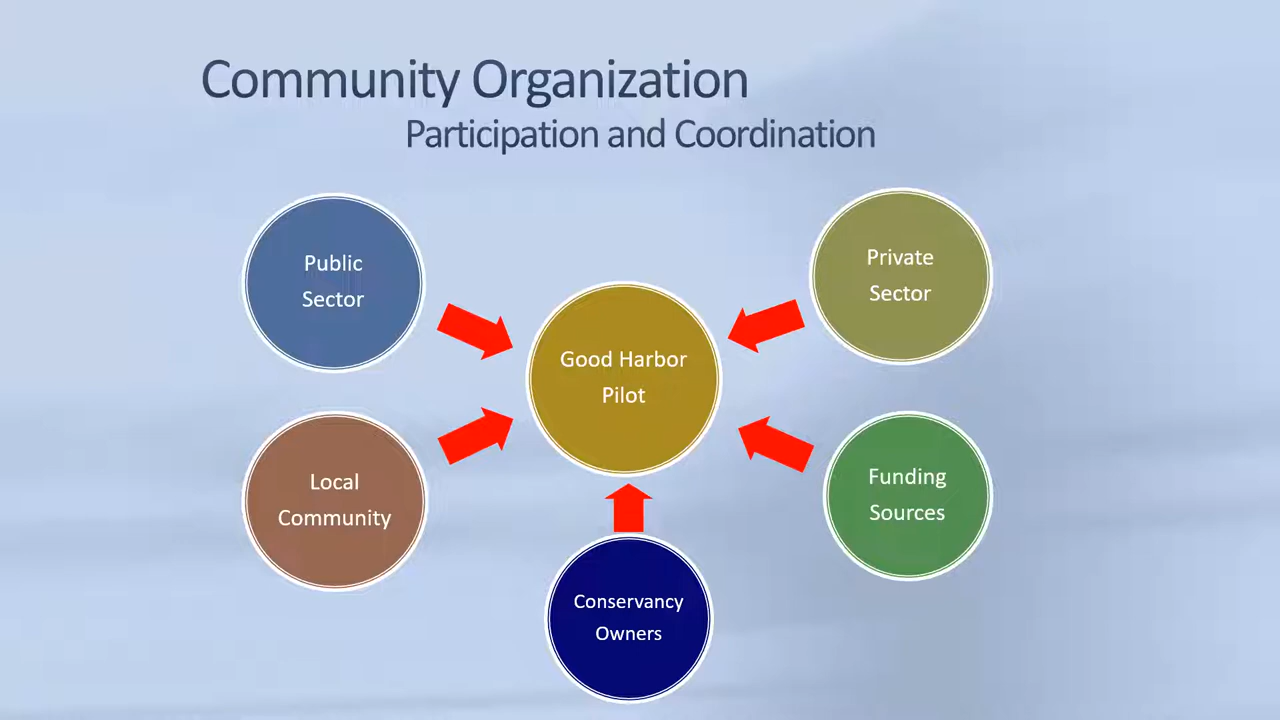 Community Organization
Participation and Coordination
Public
Sector
Private
Sector
Good Harbor
Pilot
Local
Community
Funding
Sources
Conservancy
Owners